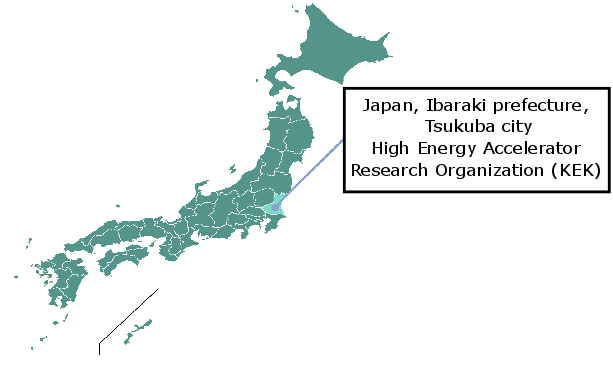 Japan, Ibaraki prefecture,
Tsukuba city
High Energy Accelerator
Research Organization (KEK)